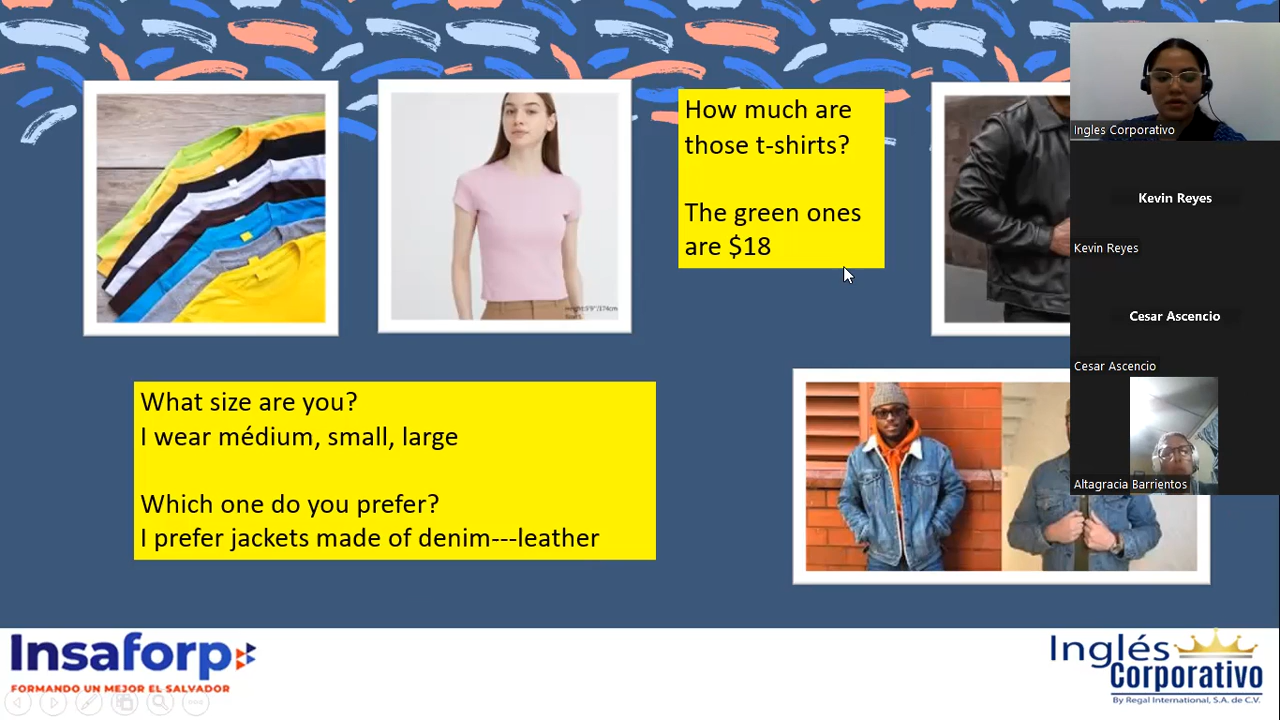 How much are
those t-shirts?
The green ones
are $18
What size are you?
I wear médium, small, large
Which one do you prefer?
I prefer jackets made of denim---leather
Ingles Corporativo
Kevin Reyes
Kevin Reyes
Cesar Ascencio
Cesar Ascencio
Altagracia Barrientos
Insaforp
FORMANDO UN MEJOR EL SALVADOR
Inglés
Corporativo
By Regal International, S.A. de C.V.